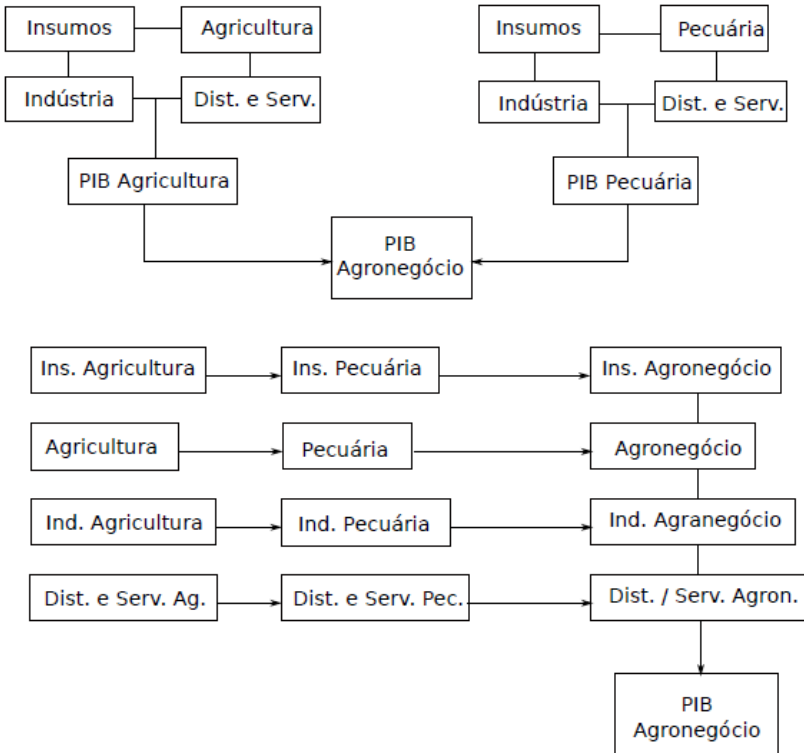 Insumos
Agricultura
Insumos
Pecuária
Indústria
Dist. e Serv.
Indústria
Dist. e Serv.
PIB Agricultura
PIB Pecuária
PIB
Agronegócio
Ins. Agricultura
Ins. Pecuária
Ins. Agronegócio
Agricultura
Pecuária
Agronegócio
Ind. Agricultura
Ind. Pecuária
Ind. Agranegócio
Dist. e Serv. Ag.
Dist. e Serv. Pec.
Dist. / Serv. Agron.
PIB
Agronegócio